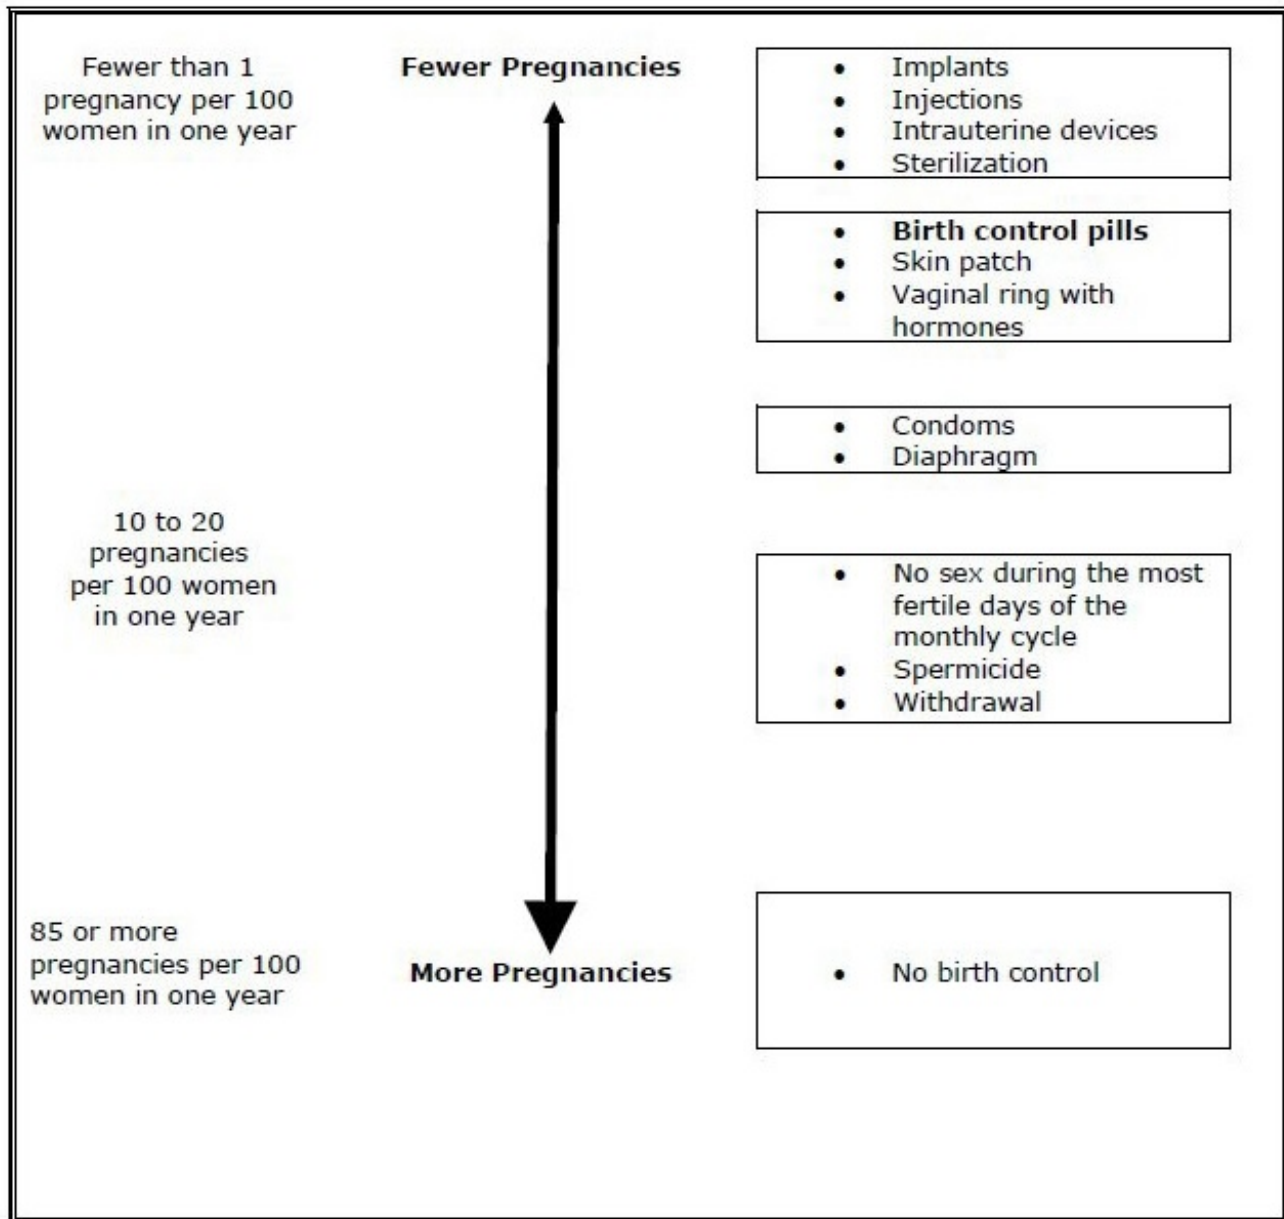 Fewer than 1
pregnancy per 100
women in one year
Fewer Pregnancies
• Implants
• Injections
• Intrauterine devices
• Sterilization
• Birth control pills
• Skin patch
• Vaginal ring with
hormones
• Condoms
• Diaphragm
10 to 20
pregnancies
per 100 women
in one year
• No sex during the most
fertile days of the
monthly cycle
• Spermicide
• Withdrawal
85 or more
pregnancies per 100
women in one year
More Pregnancies
• No birth control